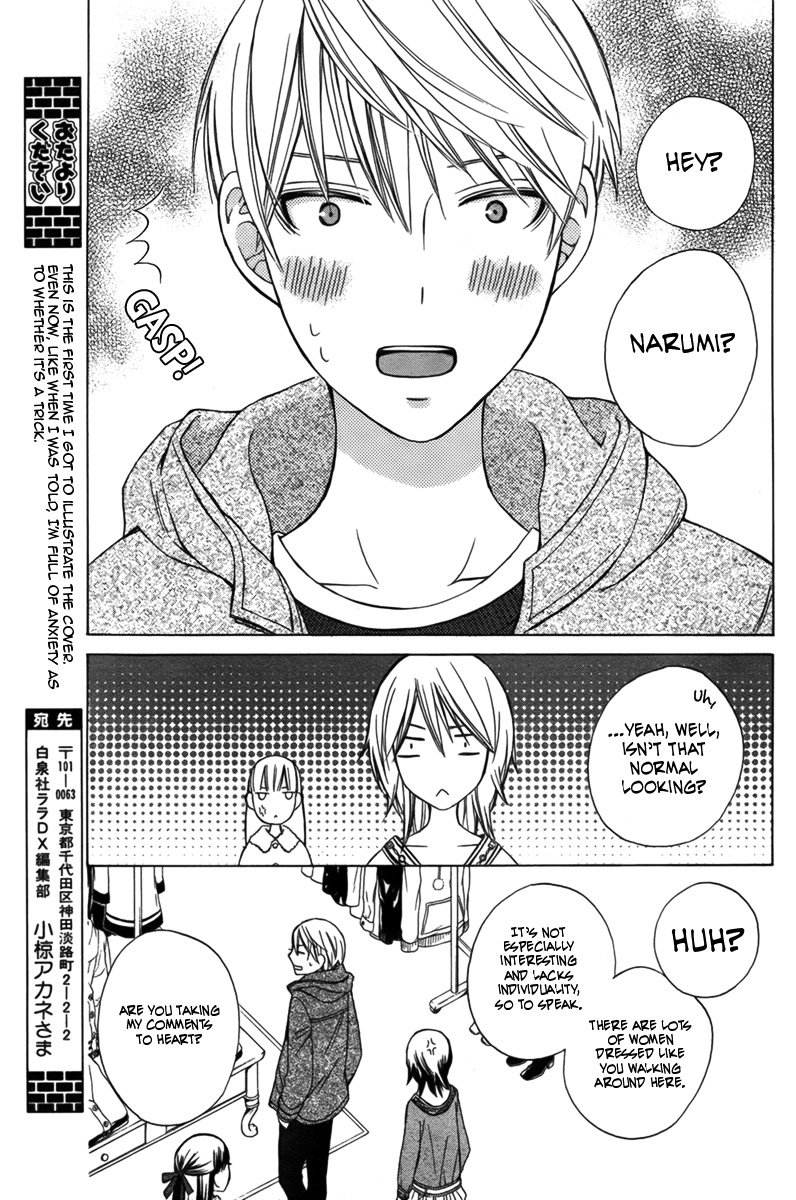 HEY?
NARUMI?
GASP!
Uh,
...YEAH, WELL,
ISN'T THAT
NORMAL
LOOKING?
HUH?
IT'S NOT
ESPECIALLY
INTERESTING
AND LACKS
INDIVIDUALITY,
SO TO SPEAK.
THERE ARE LOTS
OF WOMEN
DRESSED LIKE
YOU WALKING
AROUND HERE.
ARE YOU TAKING
MY COMMENTS
TO HEART?
おたより
ください
THIS IS THE FIRST TIME I GOT TO ILLUSTRATE THE COVER.
EVEN NOW, LIKE WHEN I WAS TOLD, I'M FULL OF ANXIETY AS
TO WHETHER IT'S A TRICK.
宛先
〒101-0063 東京都千代田区神田淡路町2-2-2
白泉社ララDX編集部 小椋アカネさま